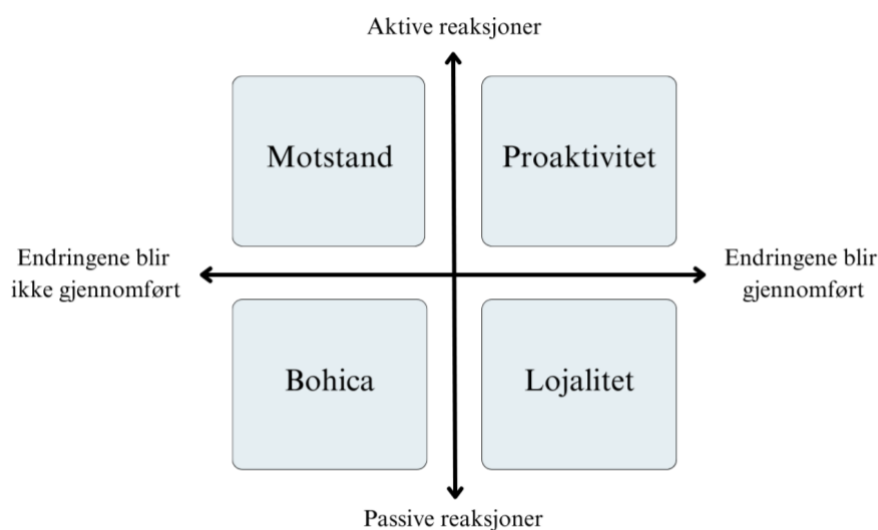 Aktive reaksjoner
Motstand
Proaktivitet
Endringene blir
ikke gjennomført
Endringene blir
gjennomført
Bohica
Lojalitet
Passive reaksjoner